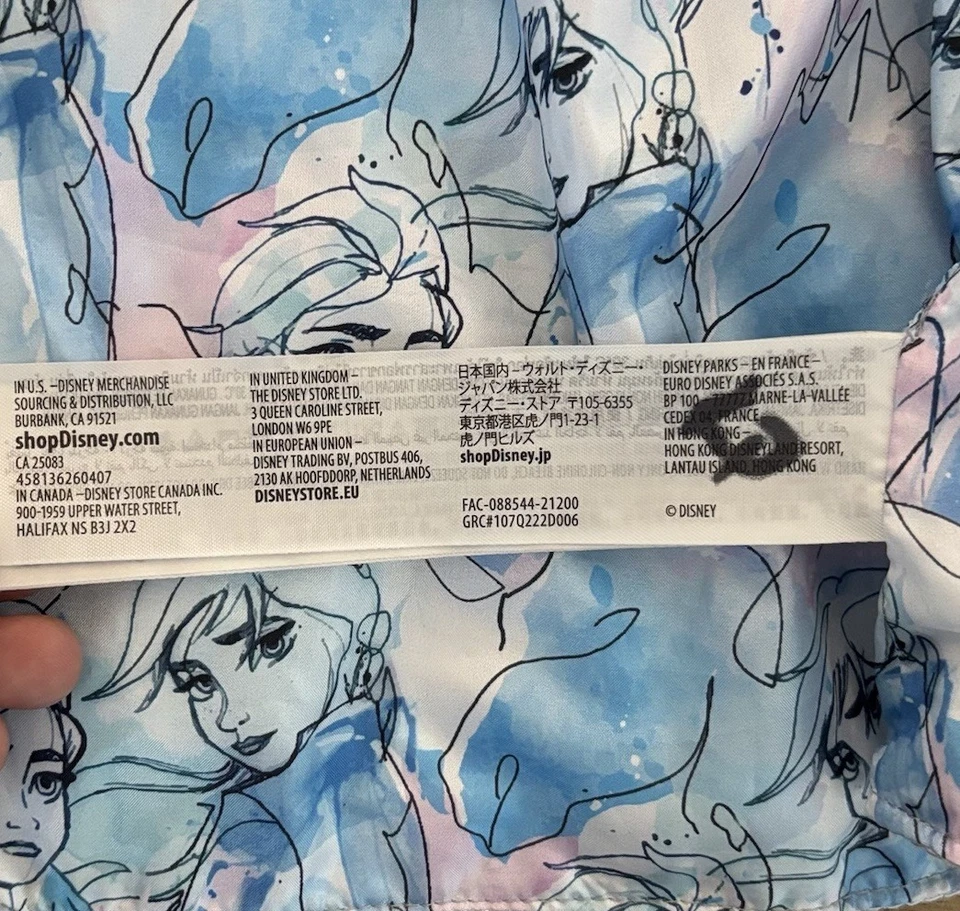 IN U.S. –DISNEY MERCHANDISE
SOURCING & DISTRIBUTION, LLC
BURBANK, CA 91521
shopDisney.com
CA 25083
458136260407
IN CANADA –DISNEY STORE CANADA INC.
900-1959 UPPER WATER STREET,
HALIFAX NS B3J 2X2
IN UNITED KINGDOM –
THE DISNEY STORE LTD.
3 QUEEN CAROLINE STREET,
LONDON W6 9PE
IN EUROPEAN UNION –
DISNEY TRADING BV, POSTBUS 406,
2130 AK HOOFDDORP, NETHERLANDS
DISNEYSTORE.EU
日本国内 –ウォルト・ディズニー・
ジャパン株式会社
ディズニー・ストア 〒105-6355
東京都港区虎ノ門1-23-1
虎ノ門ヒルズ
shopDisney.jp
FAC-088544-21200
GRC#107Q222D006
DISNEY PARKS – EN FRANCE –
EURO DISNEY ASSOCIÉS S.A.S.
BP 100 –77777 MARNE-LA-VALLÉE
CEDEX 04, FRANCE
IN HONG KONG –
HONG KONG DISNEYLAND RESORT,
LANTAU ISLAND, HONG KONG
© DISNEY